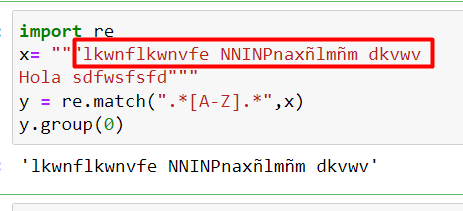 import re
x= """lkwnflkwnvfe NNINPnaxñlmñm dkvwv
Hola sdfwsfsfd"""
y = re.match(".*[A-Z].*",x)
y.group(0)
'lkwnflkwnvfe NNINPnaxñlmñm dkvwv'